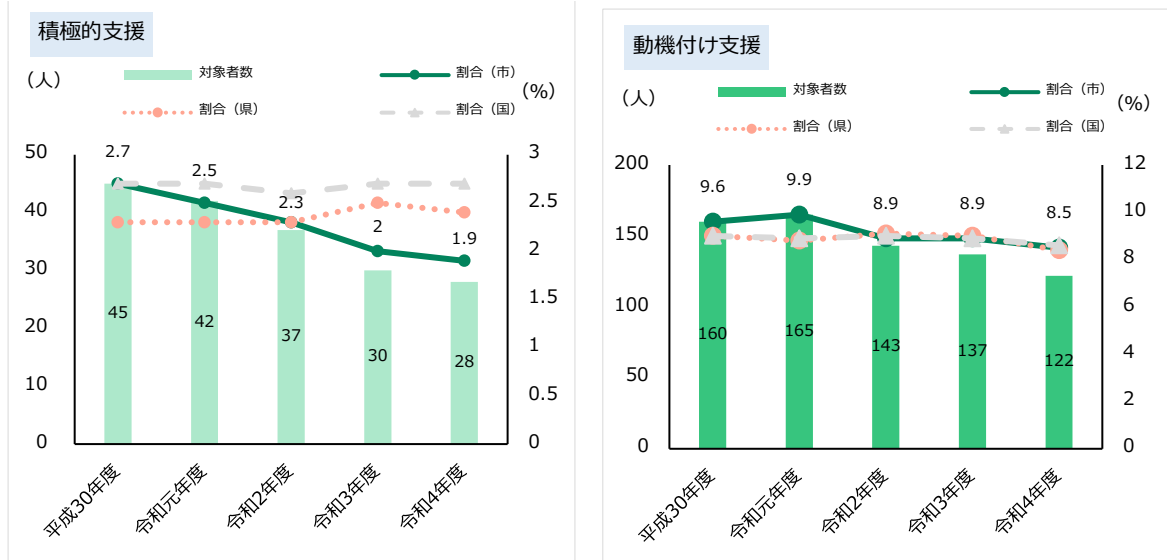 積極的支援
（人）
対象者数
割合（市）
割合（県）
割合（国）
（%）
50
40
30
20
10
0
3
2.5
2
1.5
1
0.5
0
2.7
2.5
2.3
2
1.9
45
42
37
30
28
平成30年度
令和元年度
令和2年度
令和3年度
令和4年度
動機付け支援
（人）
対象者数
割合（市）
割合（県）
割合（国）
（%）
200
150
100
50
0
12
10
8
6
4
2
0
9.6
9.9
8.9
8.9
8.5
160
165
143
137
122
平成30年度
令和元年度
令和2年度
令和3年度
令和4年度